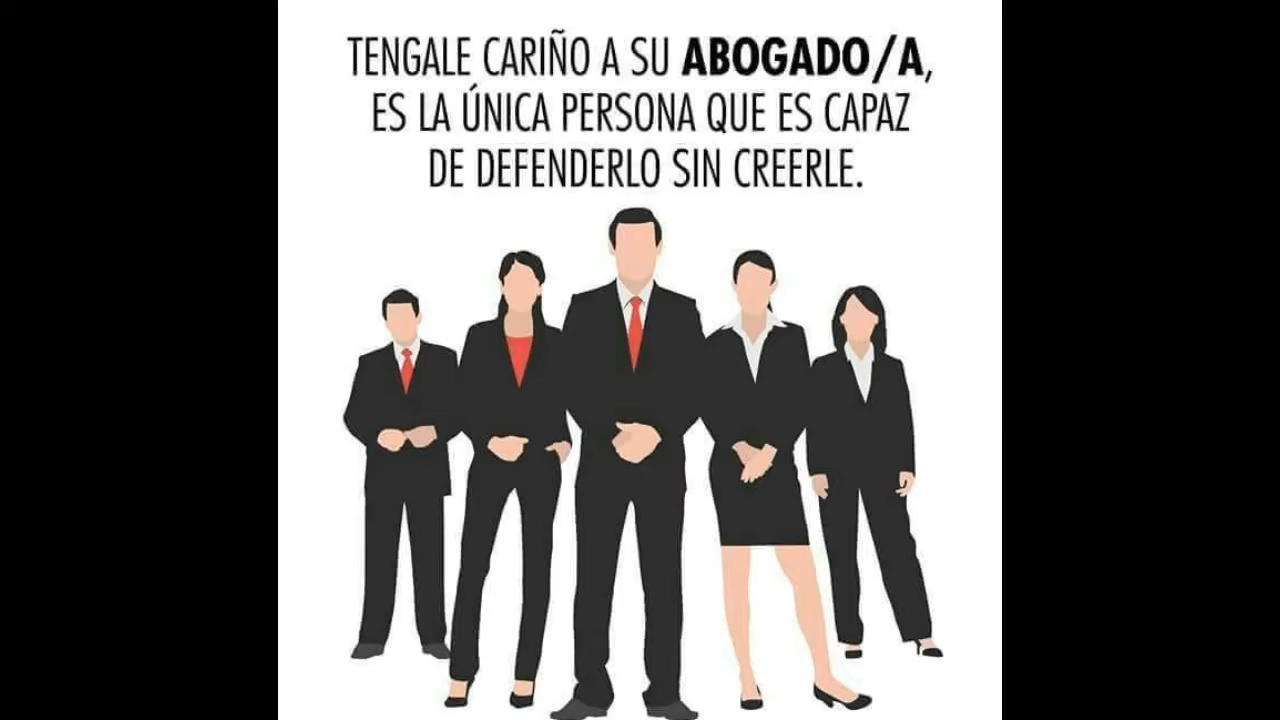 TENGALE CARIÑO A SU ABOGADO/A,
ES LA ÚNICA PERSONA QUE ES CAPAZ
DE DEFENDERLO SIN CREERLE.